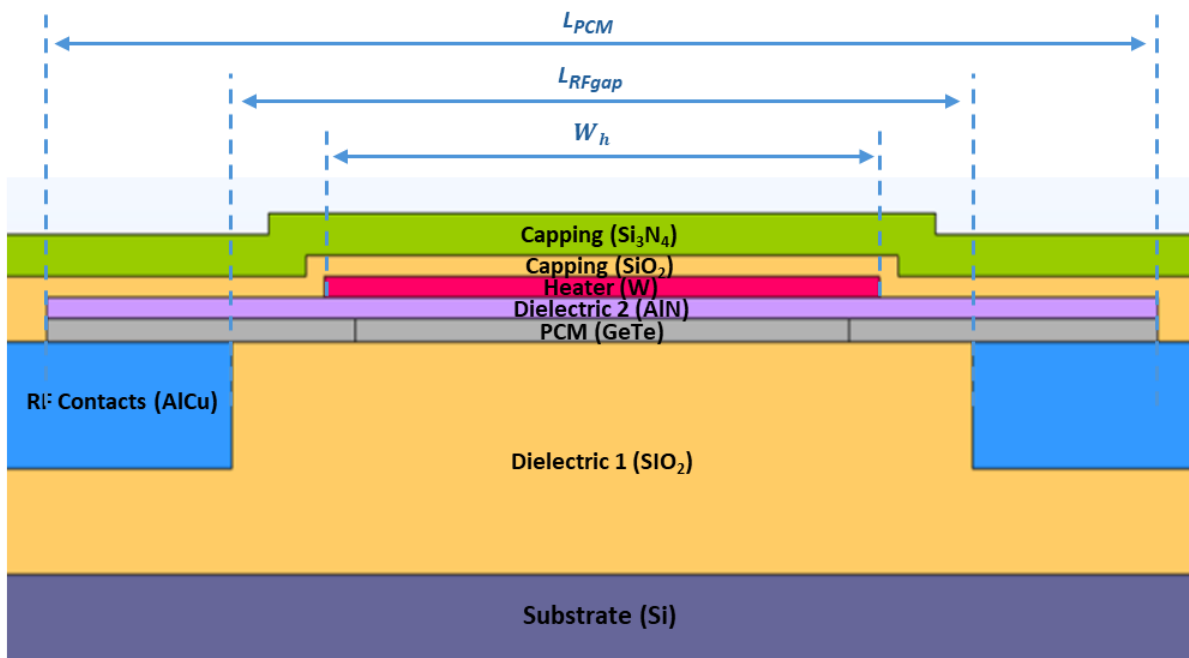 L_PCM
L_RFgap
W_h
Capping (Si₃N₄)
Capping (SiO₂)
Heater (W)
Dielectric 2 (AlN)
PCM (GeTe)
RF Contacts (AlCu)
Dielectric 1 (SIO₂)
Substrate (Si)